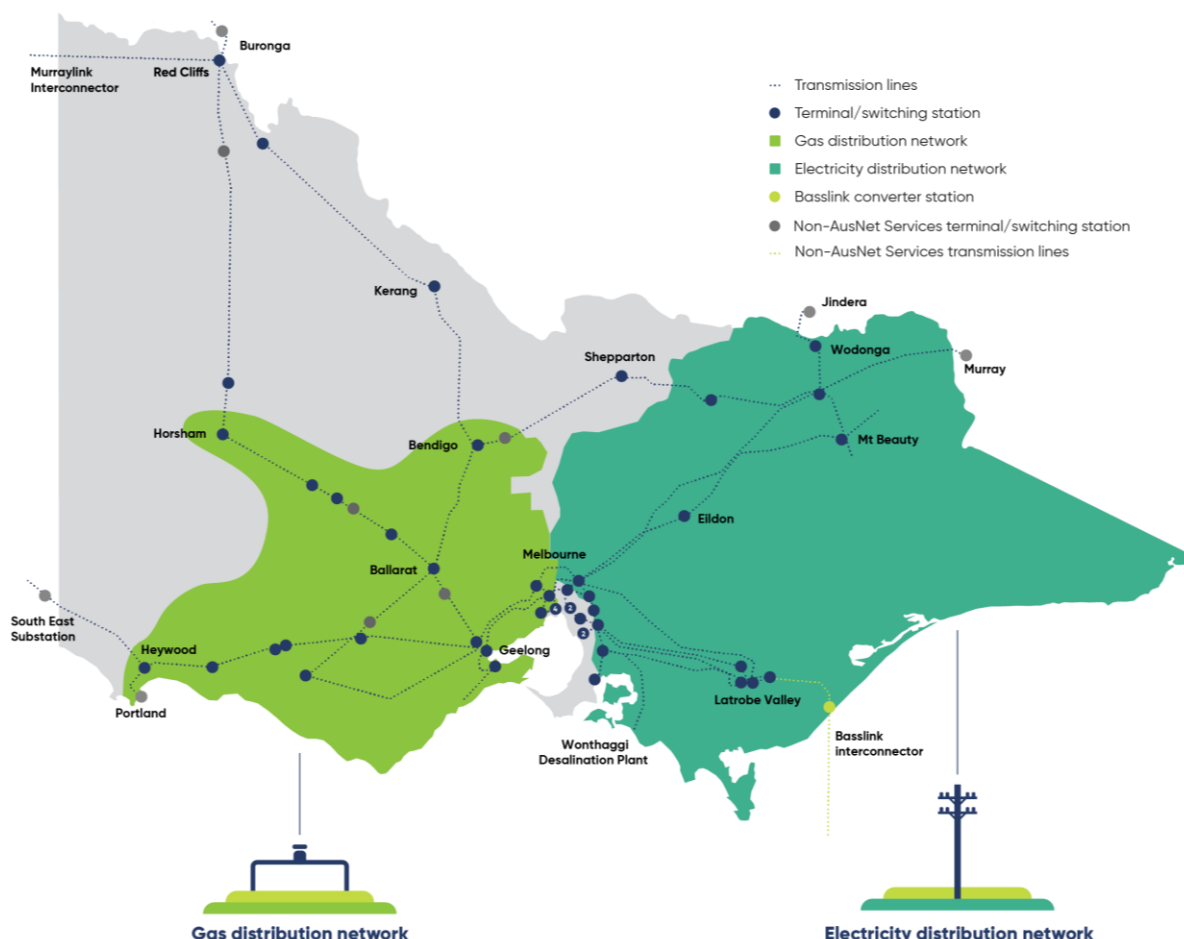 Buronga
Murraylink
Interconnector
Red Cliffs
Transmission lines
Terminal/switching station
Gas distribution network
Electricity distribution network
Basslink converter station
Non-AusNet Services terminal/switching station
Non-AusNet Services transmission lines
Kerang
Jindera
Wodonga
Shepparton
Murray
Horsham
Bendigo
Mt Beauty
Eildon
Melbourne
Ballarat
4
2
2
South East
Substation
Heywood
Geelong
Portland
Latrobe Valley
Wonthaggi
Desalination Plant
Basslink
interconnector
Gas distribution network
Electricity distribution network